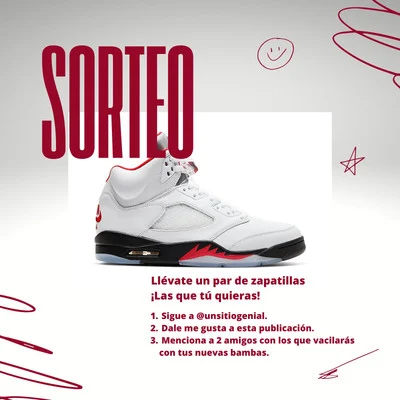 SORTEO
Llévate un par de zapatillas
¡Las que tú quieras!
1. Sigue a @unsitiogenial.
2. Dale me gusta a esta publicación.
3. Menciona a 2 amigos con los que vacilarás
con tus nuevas bambas.